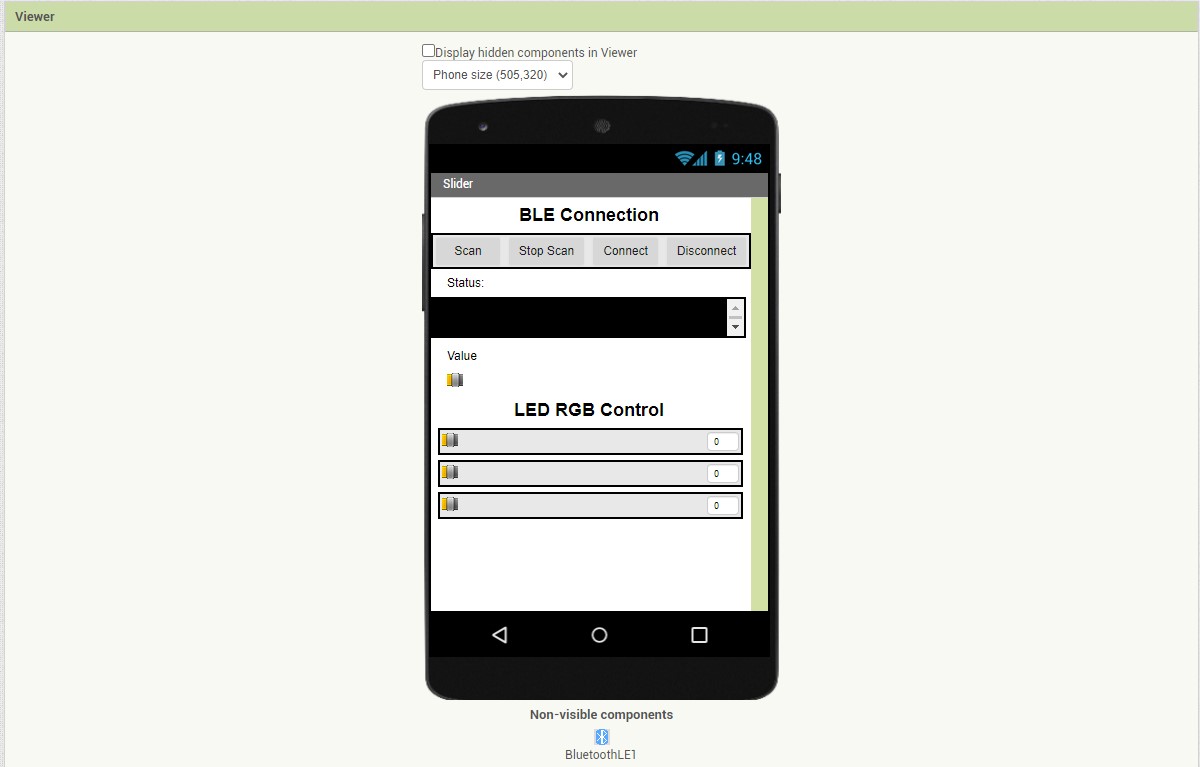 Viewer
Display hidden components in Viewer
Phone size (505,320)
9:48
Slider
BLE Connection
Scan Stop Scan Connect Disconnect
Status:
Value
LED RGB Control
0
0
0
Non-visible components
BluetoothLE1